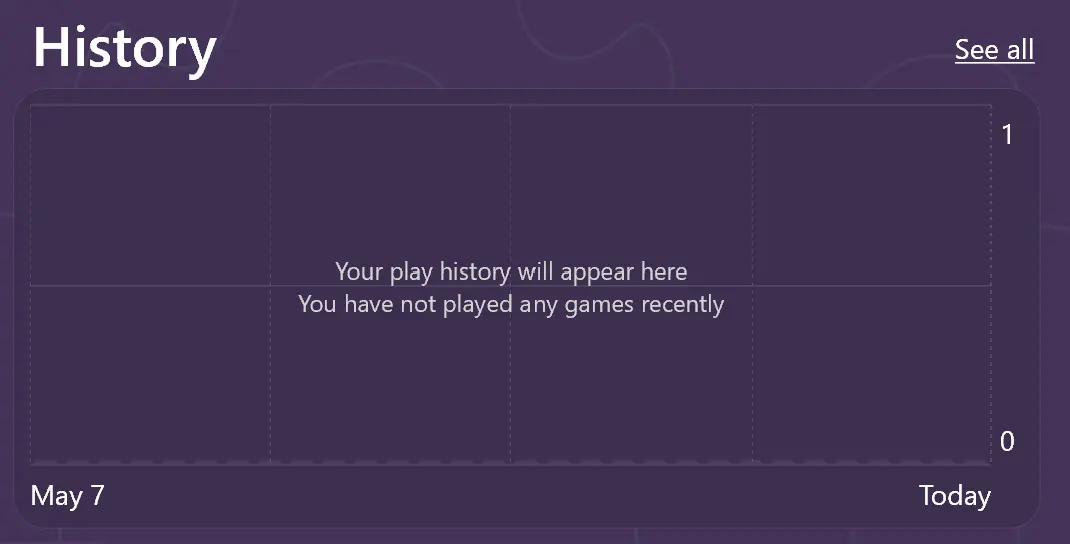 History
See all
1
Your play history will appear here
You have not played any games recently
0
May 7
Today